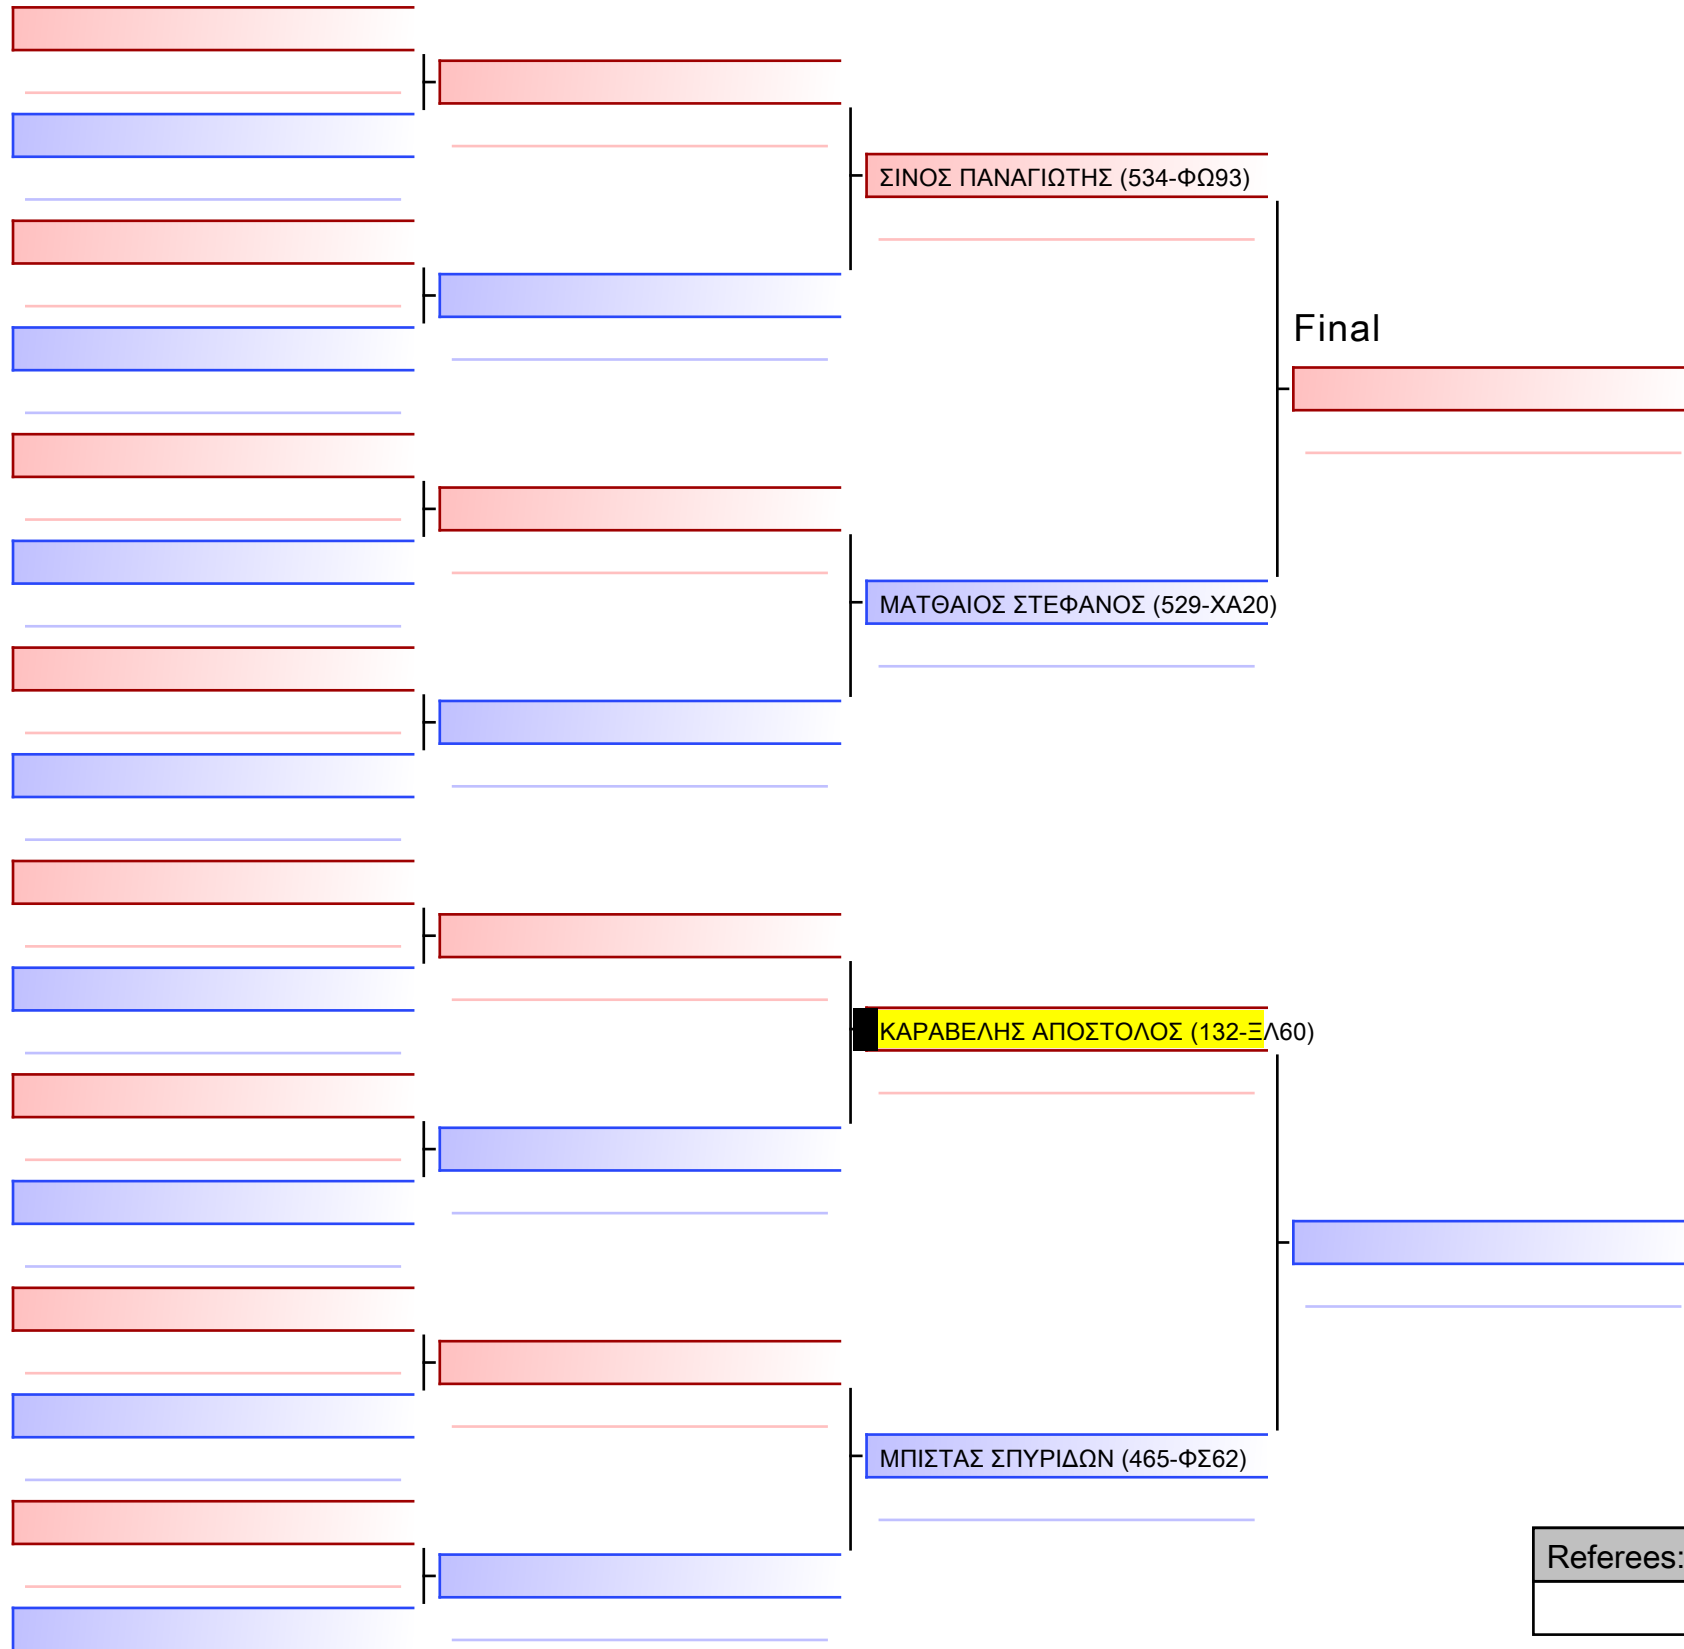 ΣΙΝΟΣ ΠΑΝΑΓΙΩΤΗΣ (534-ΦΩ93)
Final
ΜΑΤΘΑΙΟΣ ΣΤΕΦΑΝΟΣ (529-ΧΑ20)
ΚΑΡΑΒΕΛΗΣ ΑΠΟΣΤΟΛΟΣ (132-ΞΛ60)
ΜΠΙΣΤΑΣ ΣΠΥΡΙΔΩΝ (465-ΦΣ62)
Referees: